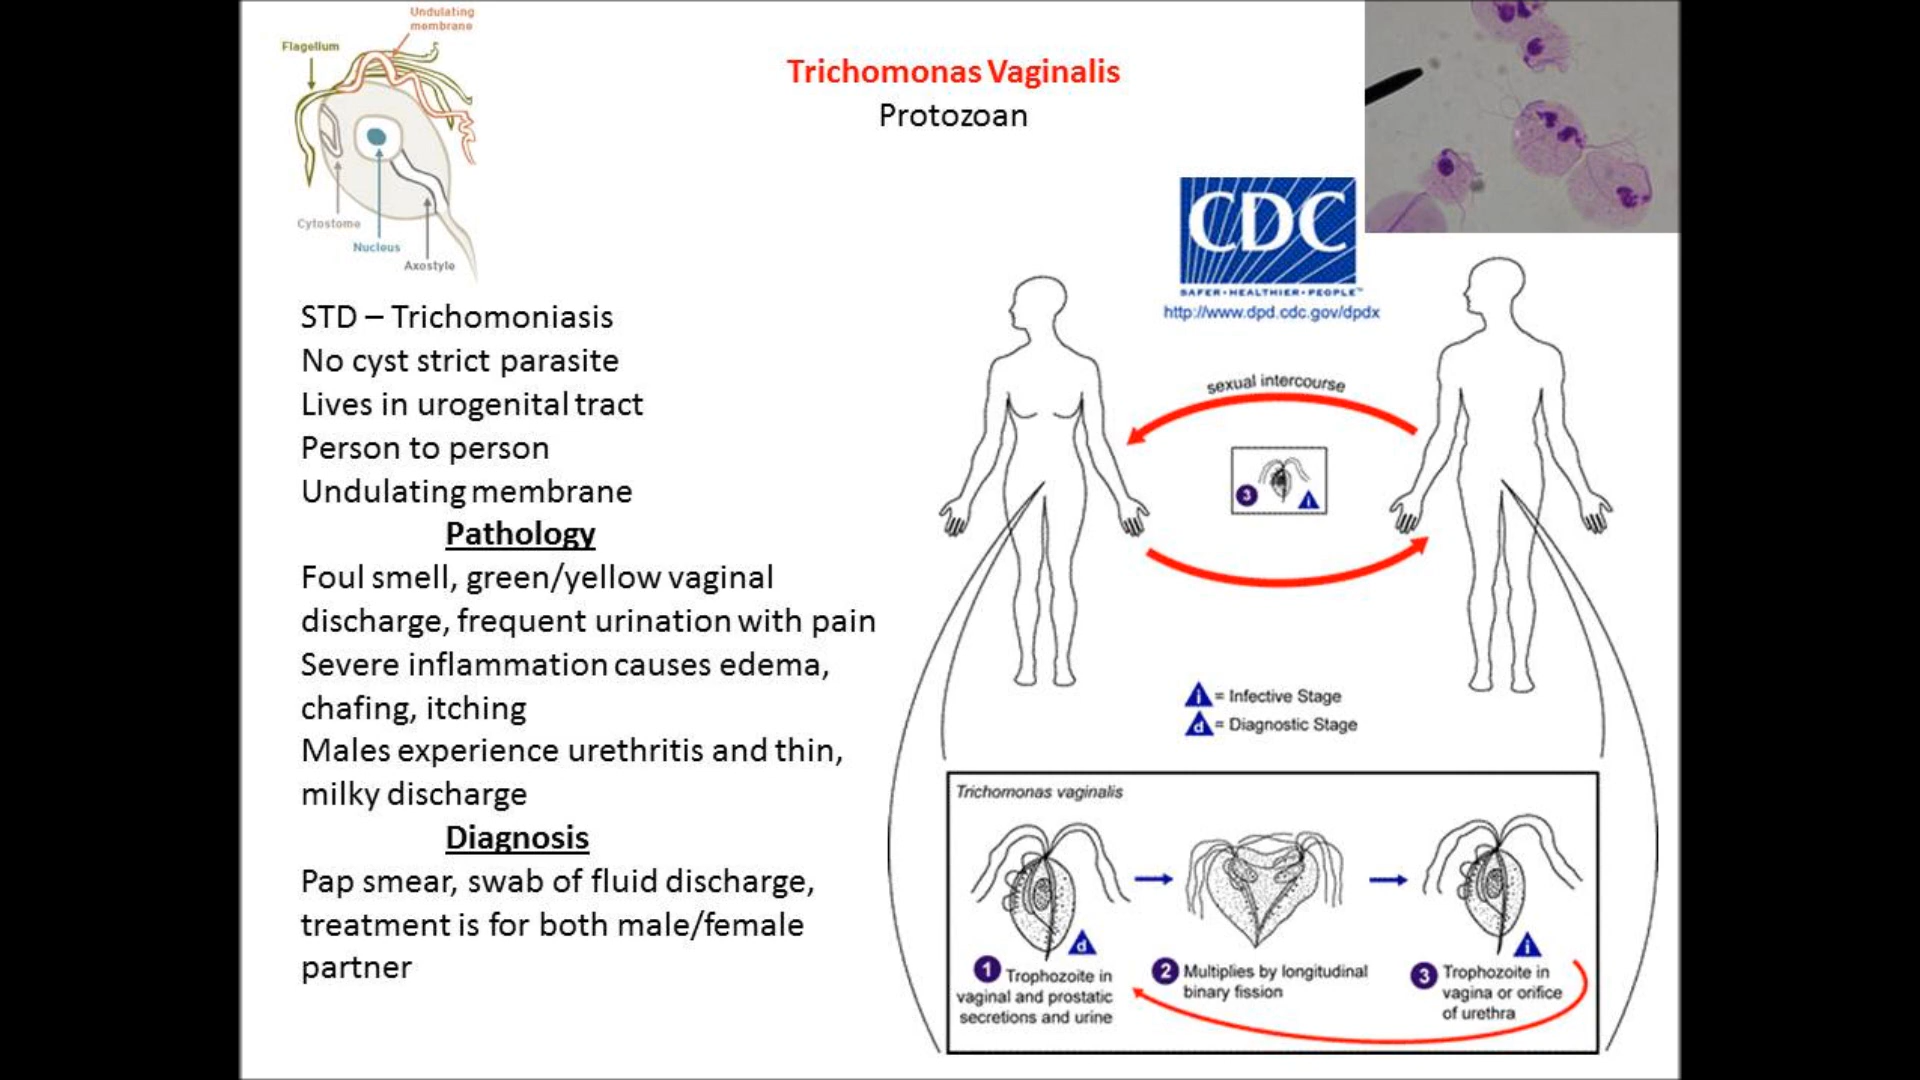 Undulating
membrane
Flagellum
Cytostome
Nucleus
Axostyle
Trichomonas Vaginalis
Protozoan
CDC
SAFER•HEALTHIER•PEOPLE™
http://www.dpd.cdc.gov/dpdx
STD – Trichomoniasis
No cyst strict parasite
Lives in urogenital tract
Person to person
Undulating membrane
Pathology
Foul smell, green/yellow vaginal
discharge, frequent urination with pain
Severe inflammation causes edema,
chafing, itching
Males experience urethritis and thin,
milky discharge
Diagnosis
Pap smear, swab of fluid discharge,
treatment is for both male/female
partner
sexual intercourse
3 i
i = Infective Stage
d = Diagnostic Stage
Trichomonas vaginalis
d
1 Trophozoite in
vaginal and prostatic
secretions and urine
2 Multiplies by longitudinal
binary fission
i
3 Trophozoite in
vagina or orifice
of urethra